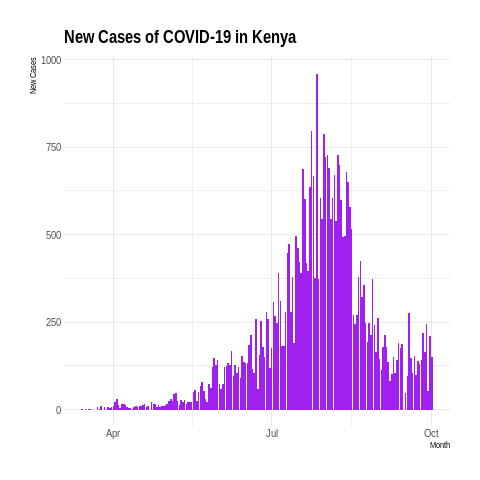 New Cases of COVID-19 in Kenya
New Cases
1000
750
500
250
0
Apr
Jul
Oct
Month